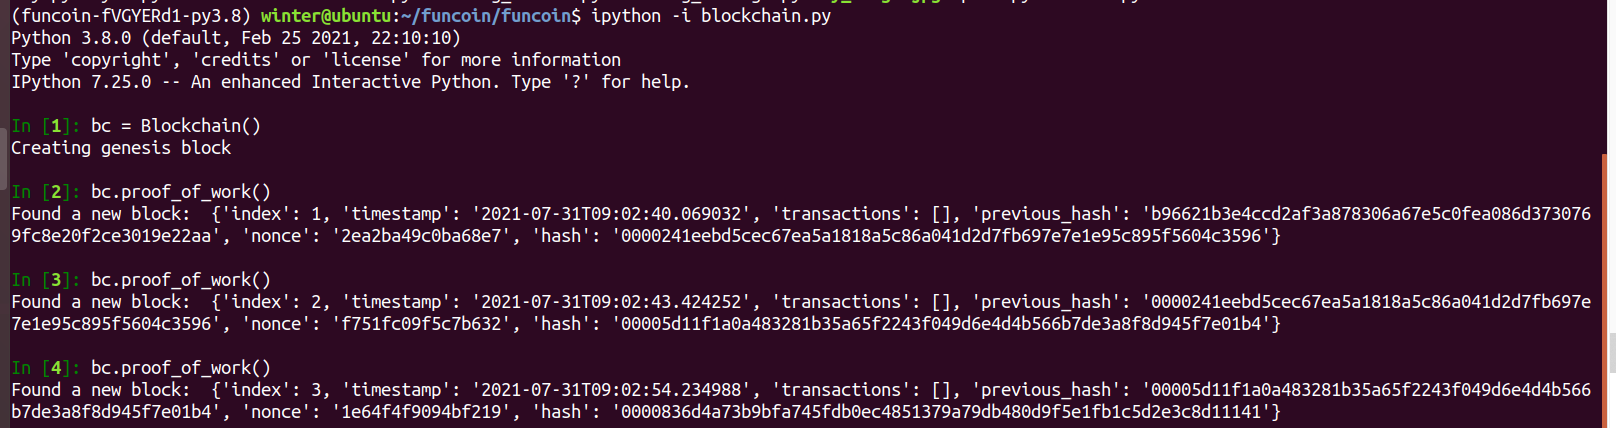 (funcoin-fVGYERd1-py3.8) winter@ubuntu:~/funcoin/funcoin$ ipython -i blockchain.py
Python 3.8.0 (default, Feb 25 2021, 22:10:10)
Type 'copyright', 'credits' or 'license' for more information
IPython 7.25.0 -- An enhanced Interactive Python. Type '?' for help.
In [1]: bc = Blockchain()
Creating genesis block
In [2]: bc.proof_of_work()
Found a new block:  {'index': 1, 'timestamp': '2021-07-31T09:02:40.069032', 'transactions': [], 'previous_hash': 'b96621b3e4ccd2af3a878306a67e5c0fea086d373076
9fc8e20f2ce3019e22aa', 'nonce': '2ea2ba49c0ba68e7', 'hash': '0000241eebd5cec67ea5a1818a5c86a041d2d7fb697e7e1e95c895f5604c3596'}
In [3]: bc.proof_of_work()
Found a new block:  {'index': 2, 'timestamp': '2021-07-31T09:02:43.424252', 'transactions': [], 'previous_hash': '0000241eebd5cec67ea5a1818a5c86a041d2d7fb697e
7e1e95c895f5604c3596', 'nonce': 'f751fc09f5c7b632', 'hash': '00005d11f1a0a483281b35a65f2243f049d6e4d4b566b7de3a8f8d945f7e01b4'}
In [4]: bc.proof_of_work()
Found a new block:  {'index': 3, 'timestamp': '2021-07-31T09:02:54.234988', 'transactions': [], 'previous_hash': '00005d11f1a0a483281b35a65f2243f049d6e4d4b566
b7de3a8f8d945f7e01b4', 'nonce': '1e64f4f9094bf219', 'hash': '0000836d4a73b9bfa745fdb0ec4851379a79db480d9f5e1fb1c5d2e3c8d11141'}